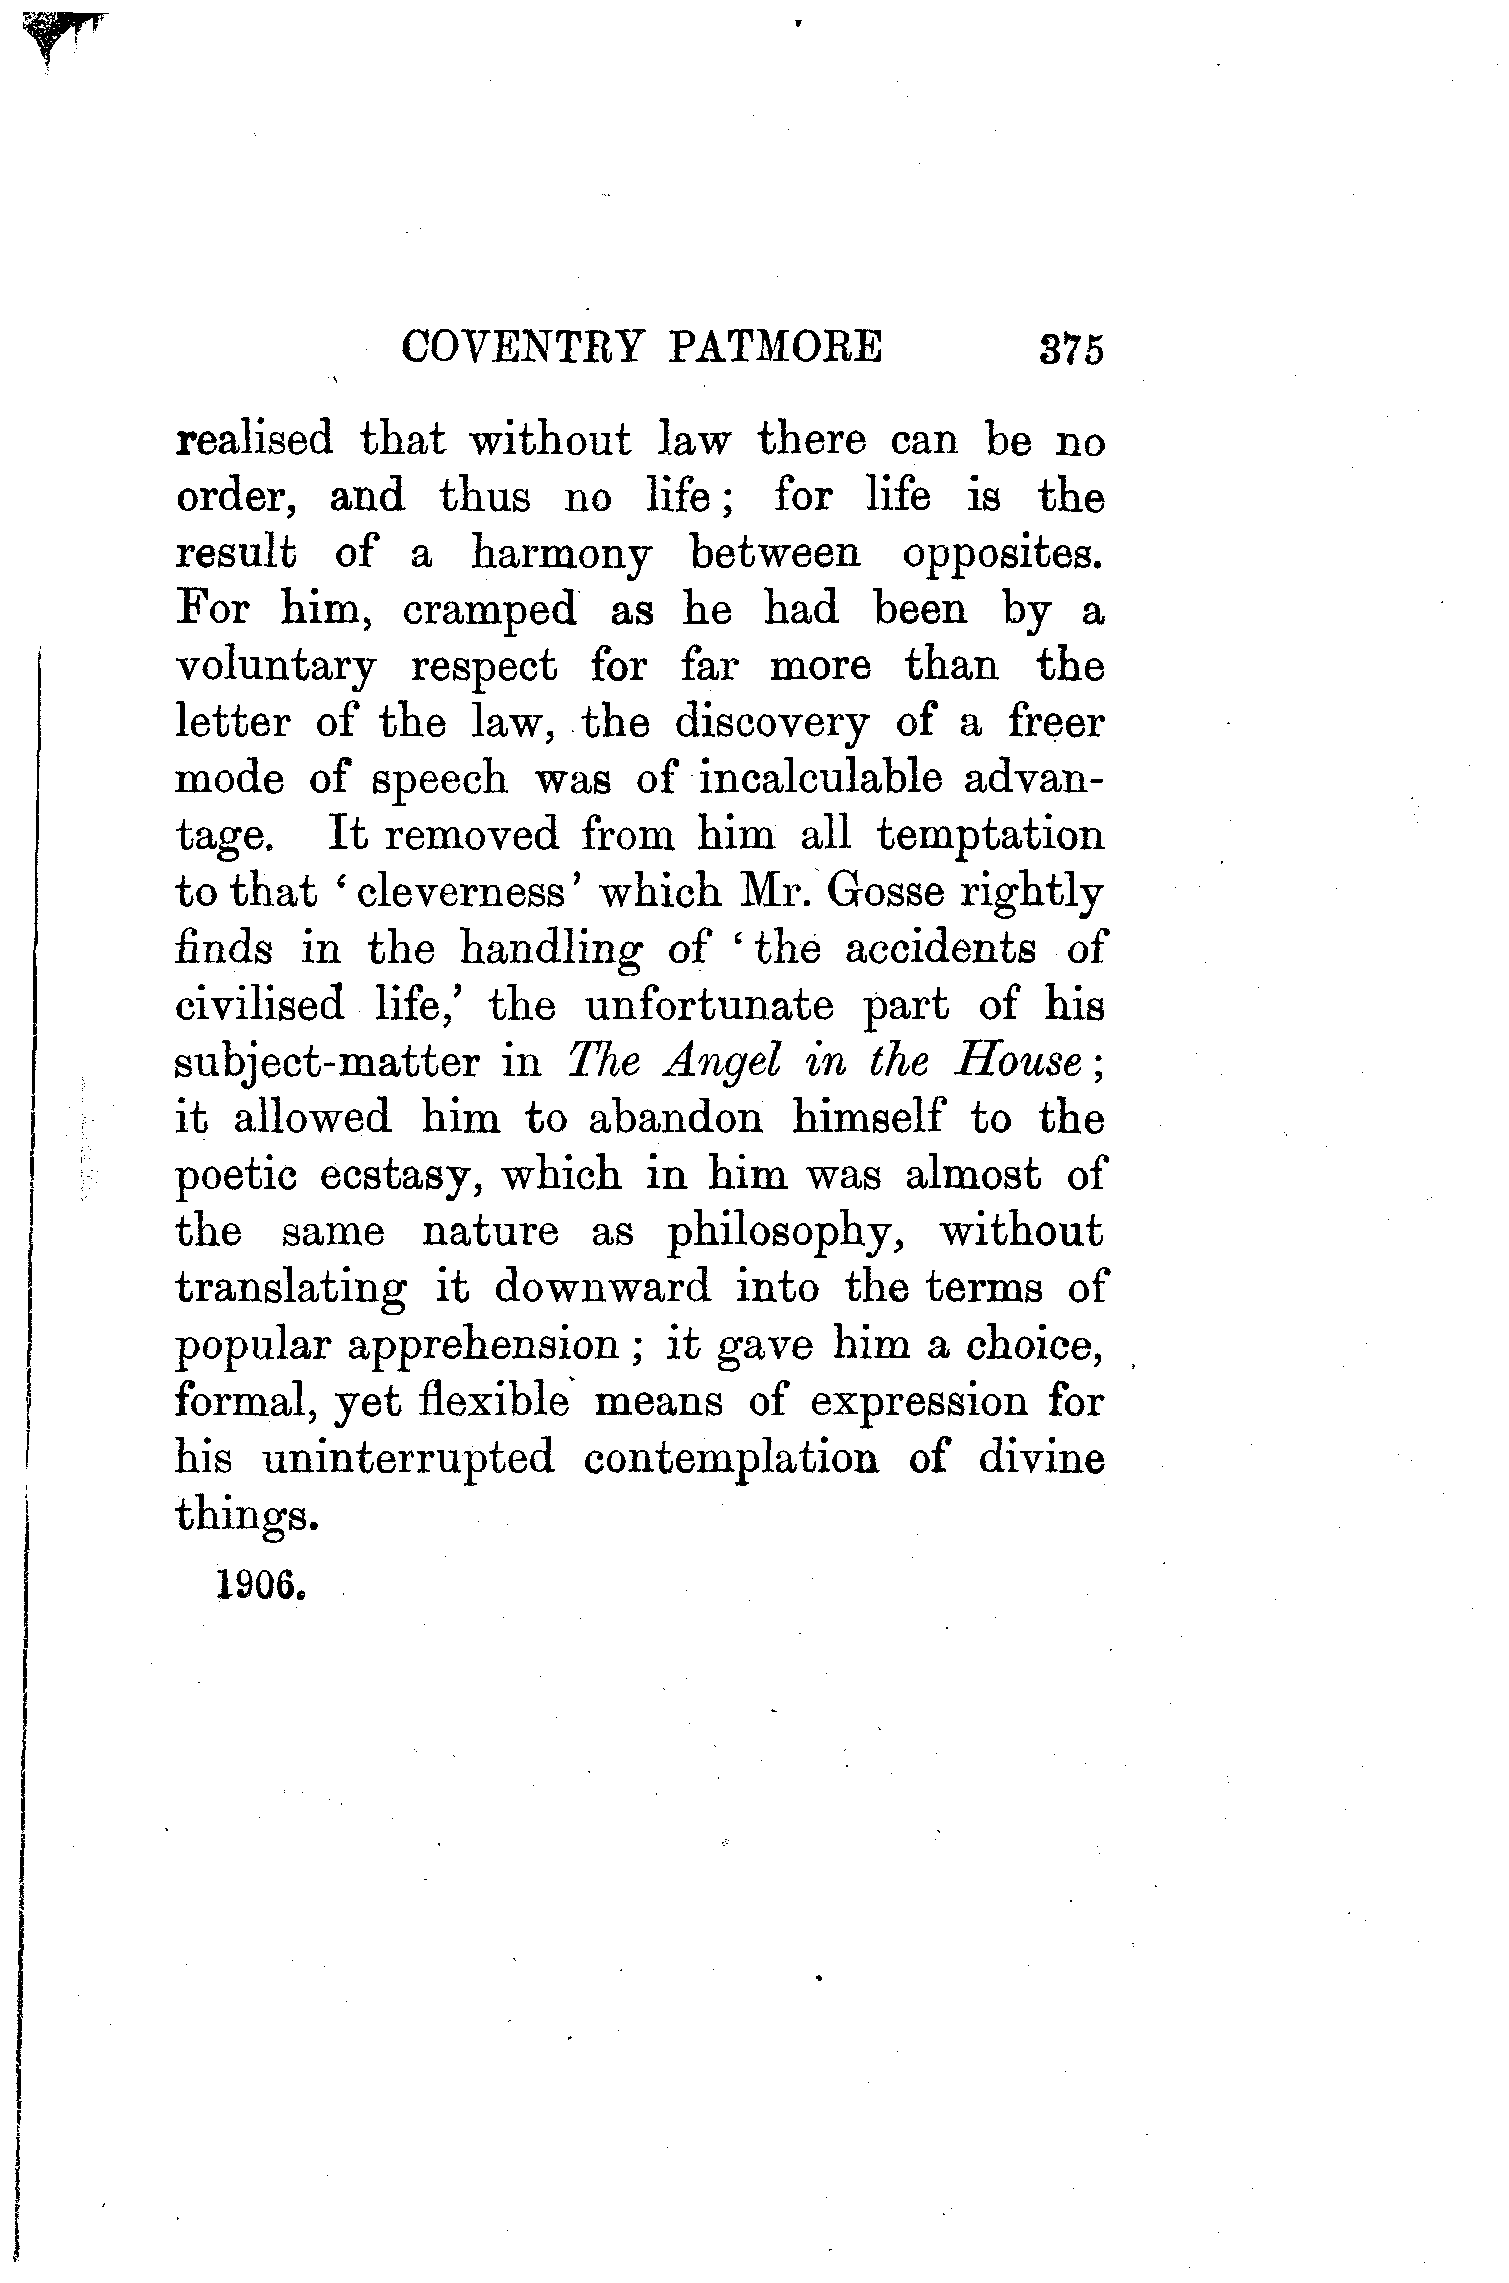 COVENTRY PATMORE 375
realised that without law there can be no
order, and thus no life ; for life is the
result of a harmony between opposites.
For him, cramped as he had been by a
voluntary respect for far more than the
letter of the law, the discovery of a freer
mode of speech was of incalculable advan-
tage. It removed from him all temptation
to that ‘ cleverness’ which Mr. Gosse rightly
finds in the handling of ‘ the accidents of
civilised life,’ the unfortunate part of his
subject-matter in The Angel in the House ;
it allowed him to abandon himself to the
poetic ecstasy, which in him was almost of
the same nature as philosophy, without
translating it downward into the terms of
popular apprehension ; it gave him a choice,
formal, yet flexible means of expression for
his uninterrupted contemplation of divine
things.
1906.